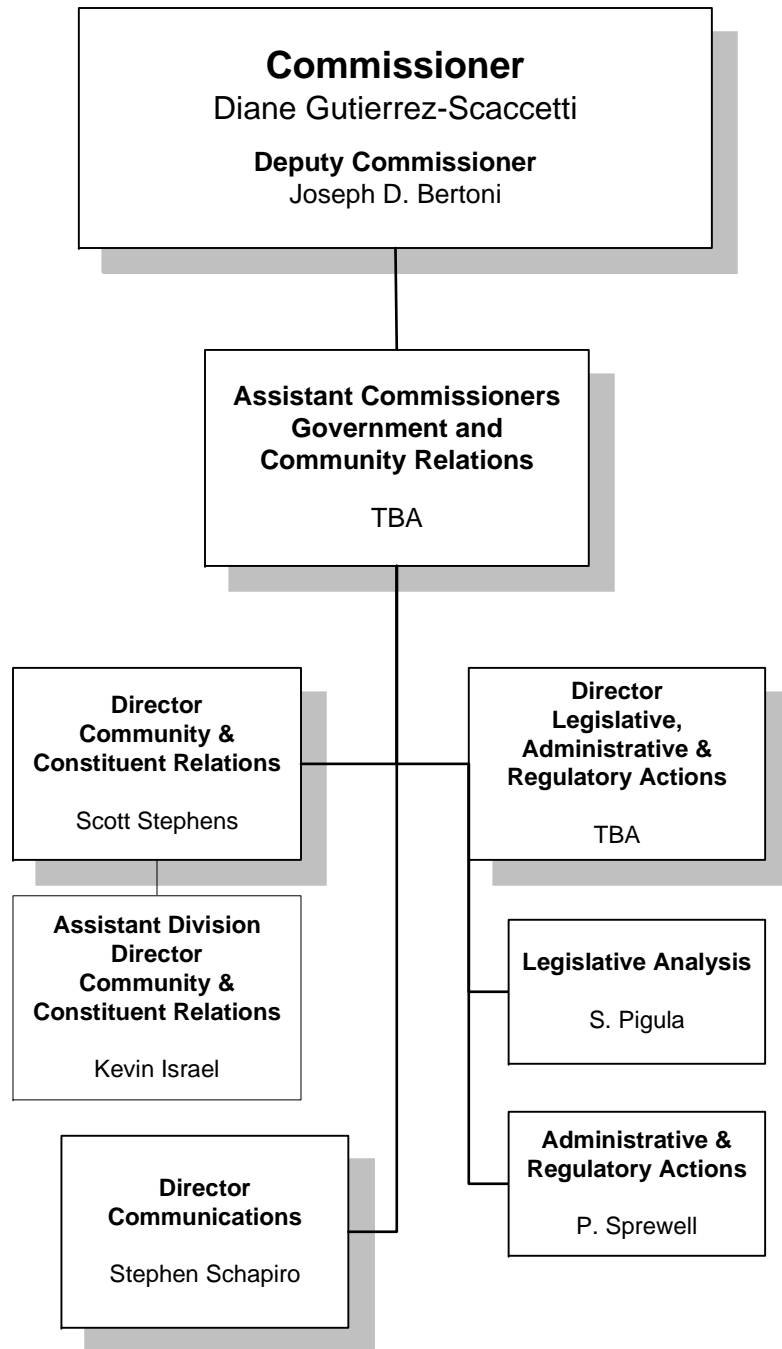 Commissioner
Diane Gutierrez-Scaccetti
Deputy Commissioner
Joseph D. Bertoni
Assistant Commissioners
Government and
Community Relations
TBA
Director
Community &
Constituent Relations
Scott Stephens
Assistant Division
Director
Community &
Constituent Relations
Kevin Israel
Director
Communications
Stephen Schapiro
Director
Legislative,
Administrative &
Regulatory Actions
TBA
Legislative Analysis
S. Pigula
Administrative &
Regulatory Actions
P. Sprewell